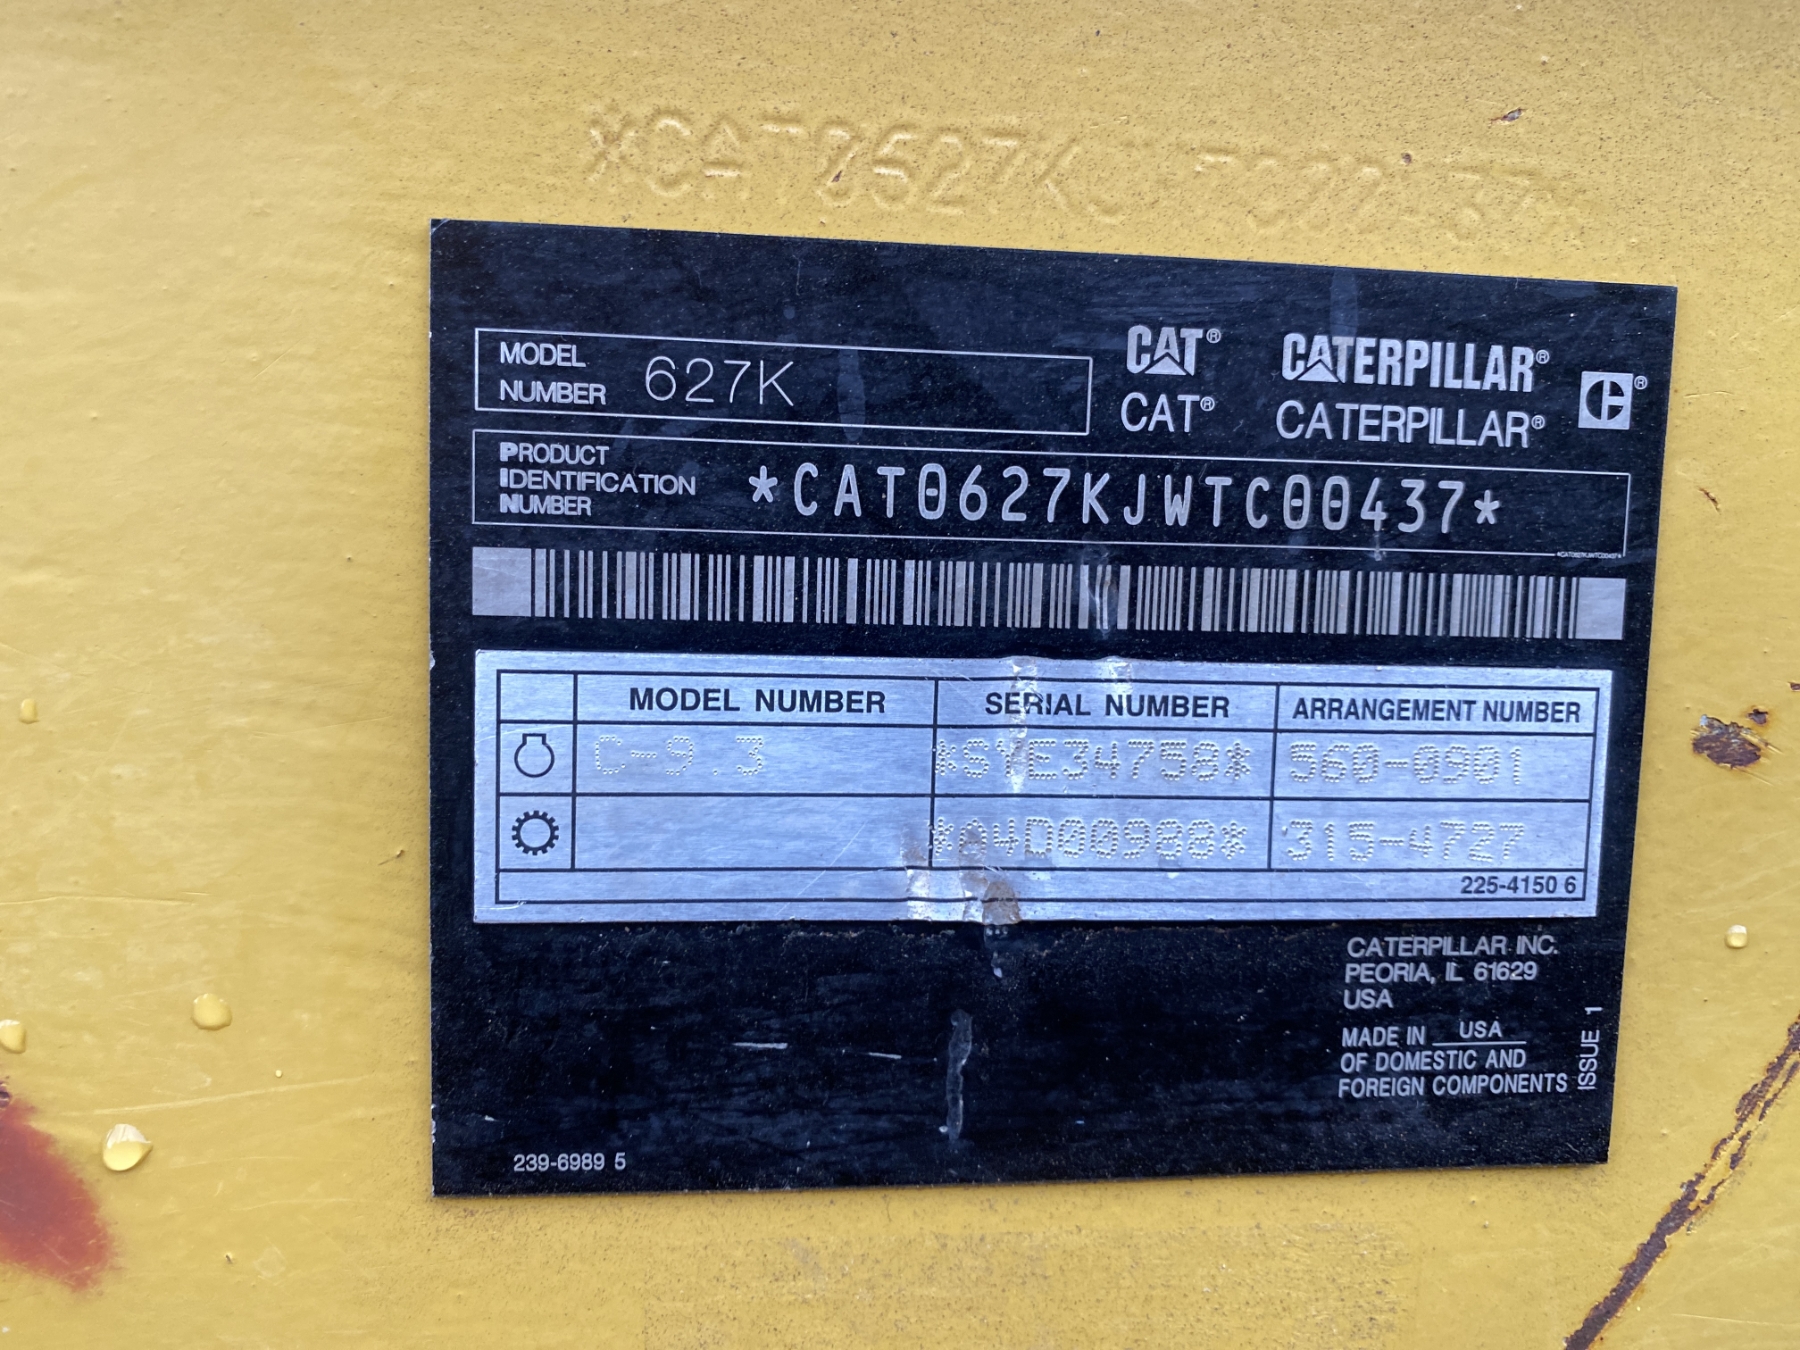 MODEL
NUMBER 627K
CAT® CATERPILLAR®
CAT® CATERPILLAR®
PRODUCT
IDENTIFICATION
NUMBER
*CAT0627KJWTC00437*
*CAT0627KJWTC00437*
MODEL NUMBER SERIAL NUMBER ARRANGEMENT NUMBER
C-9.3 *SYE34758* 560-0901
*A4D00988* 315-4727
225-4150 6
CATERPILLAR INC.
PEORIA, IL 61629
USA
MADE IN USA
OF DOMESTIC AND
FOREIGN COMPONENTS
ISSUE 1
239-6989 5